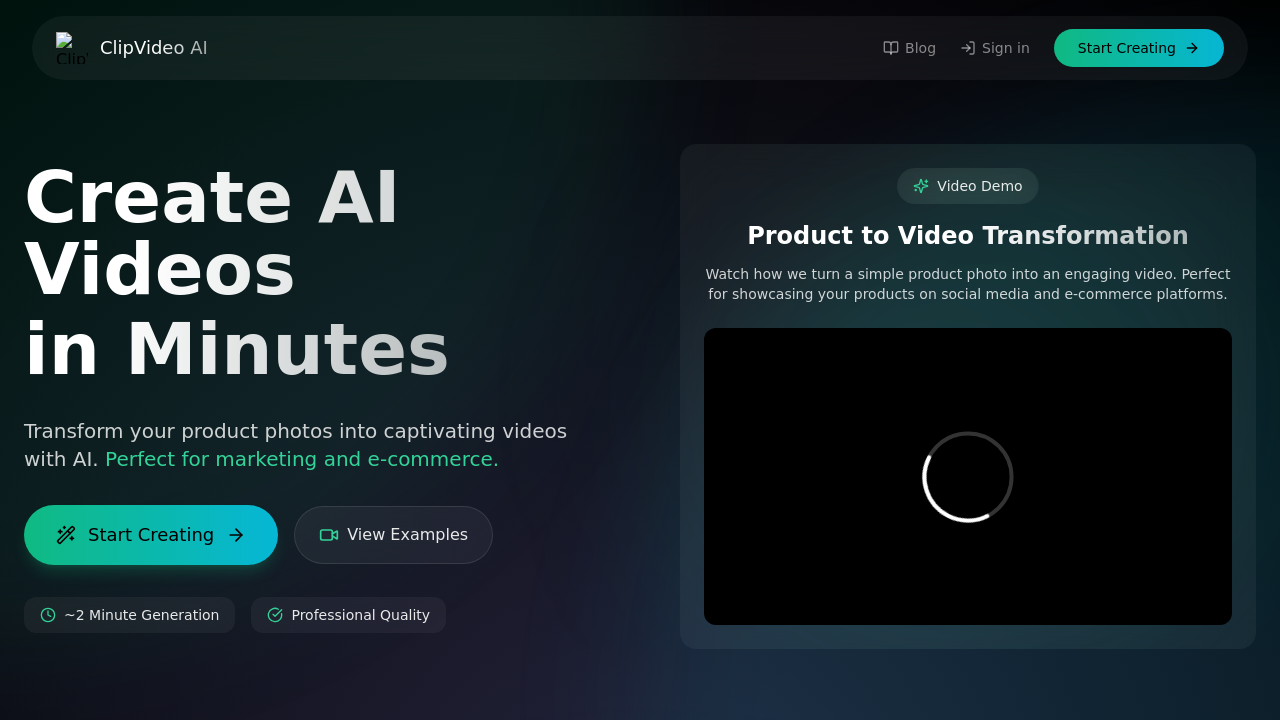 ClipVideo AI
Blog
Sign in
Start Creating
Create AI
Videos
in Minutes
Transform your product photos into captivating videos
with AI. Perfect for marketing and e-commerce.
Start Creating
View Examples
~2 Minute Generation
Professional Quality
Video Demo
Product to Video Transformation
Watch how we turn a simple product photo into an engaging video. Perfect
for showcasing your products on social media and e-commerce platforms.